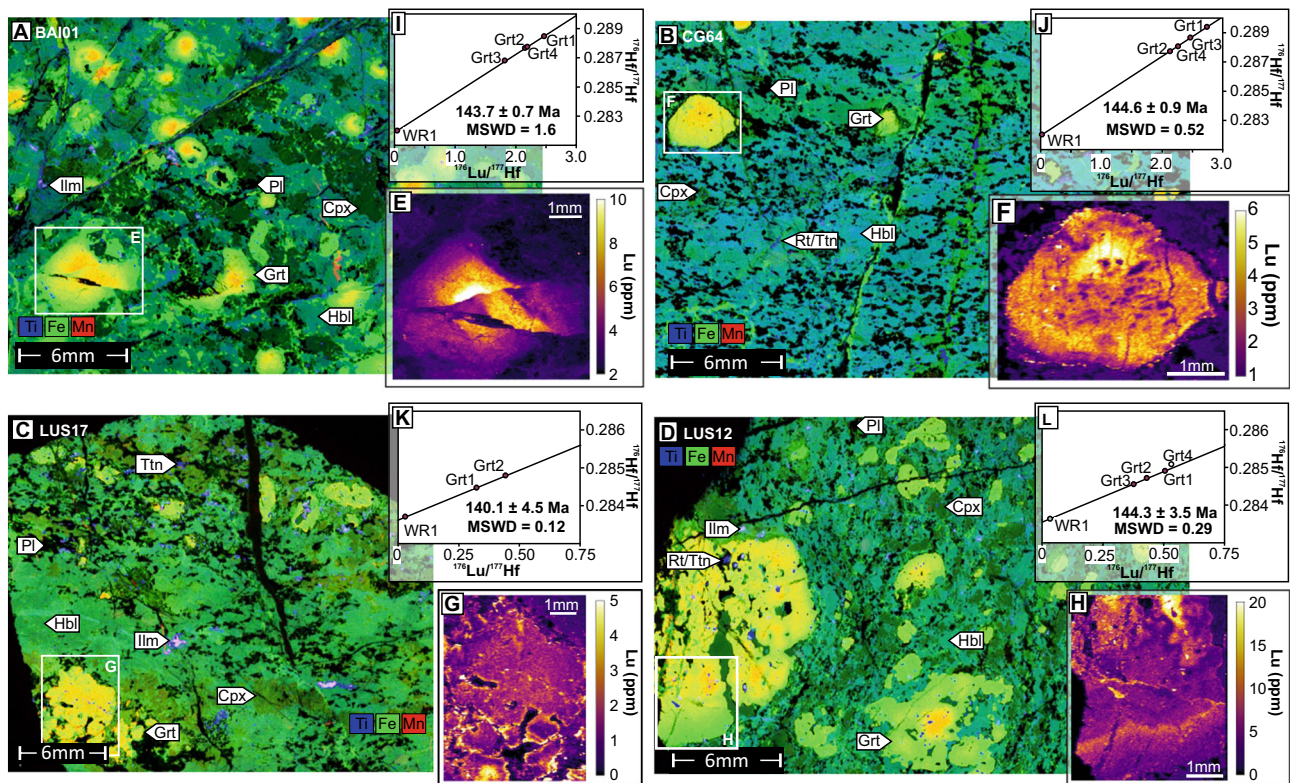 A BAI01
Ilm
Pl
Cpx
E
Grt
Hbl
Ti Fe Mn
6mm
I
0.289
0.287
0.283
¹⁷⁶Hf/¹⁷⁷Hf
Grt2 Grt1
Grt3 Grt4
143.7 ± 0.7 Ma
MSWD = 1.6
WR1
0 1.0 2.0 3.0
¹⁷⁶Lu/¹⁷⁷Hf
E
1mm
10
8
6
4
2
Lu (ppm)
B CG64
F
Pl
Grt
Cpx
Rt/Ttn
Hbl
Ti Fe Mn
6mm
J
0.289
0.287
0.283
¹⁷⁶Hf/¹⁷⁷Hf
Grt1
Grt2 Grt3
Grt4
144.6 ± 0.9 Ma
MSWD = 0.52
WR1
0 1.0 2.0 3.0
¹⁷⁶Lu/¹⁷⁷Hf
F
1mm
6
5
4
3
2
1
Lu (ppm)
C LUS17
Ttn
Pl
Hbl
Ilm
G
Cpx
Grt
Ti Fe Mn
6mm
K
0.286
0.285
0.284
¹⁷⁶Hf/¹⁷⁷Hf
Grt2
Grt1
140.1 ± 4.5 Ma
MSWD = 0.12
WR1
0 0.25 0.50 0.75
¹⁷⁶Lu/¹⁷⁷Hf
G
1mm
5
4
3
2
1
0
Lu (ppm)
D LUS12
Ti Fe Mn
Pl
Cpx
Ilm
Rt/Ttn
Hbl
H
Grt
6mm
L
0.286
0.285
0.284
¹⁷⁶Hf/¹⁷⁷Hf
Grt4
Grt2
Grt3 Grt1
144.3 ± 3.5 Ma
MSWD = 0.29
WR1
0 0.25 0.50 0.75
¹⁷⁶Lu/¹⁷⁷Hf
H
1mm
20
15
10
5
0
Lu (ppm)